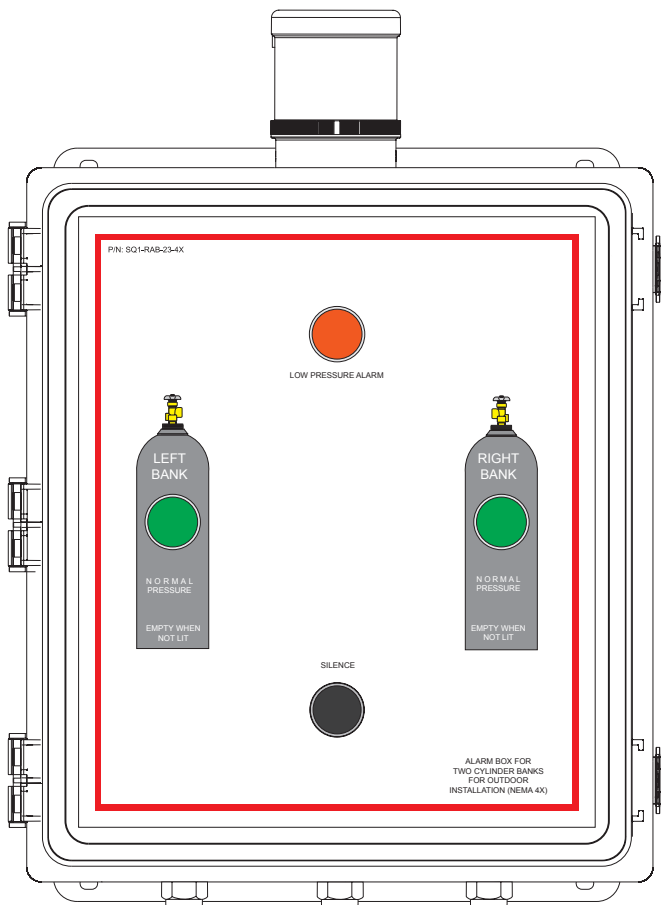 P/N: SQ1-RAB-23-4X
LOW PRESSURE ALARM
LEFT
BANK
NORMAL
PRESSURE
EMPTY WHEN
NOT LIT
RIGHT
BANK
NORMAL
PRESSURE
EMPTY WHEN
NOT LIT
SILENCE
ALARM BOX FOR
TWO CYLINDER BANKS
FOR OUTDOOR
INSTALLATION (NEMA 4X)